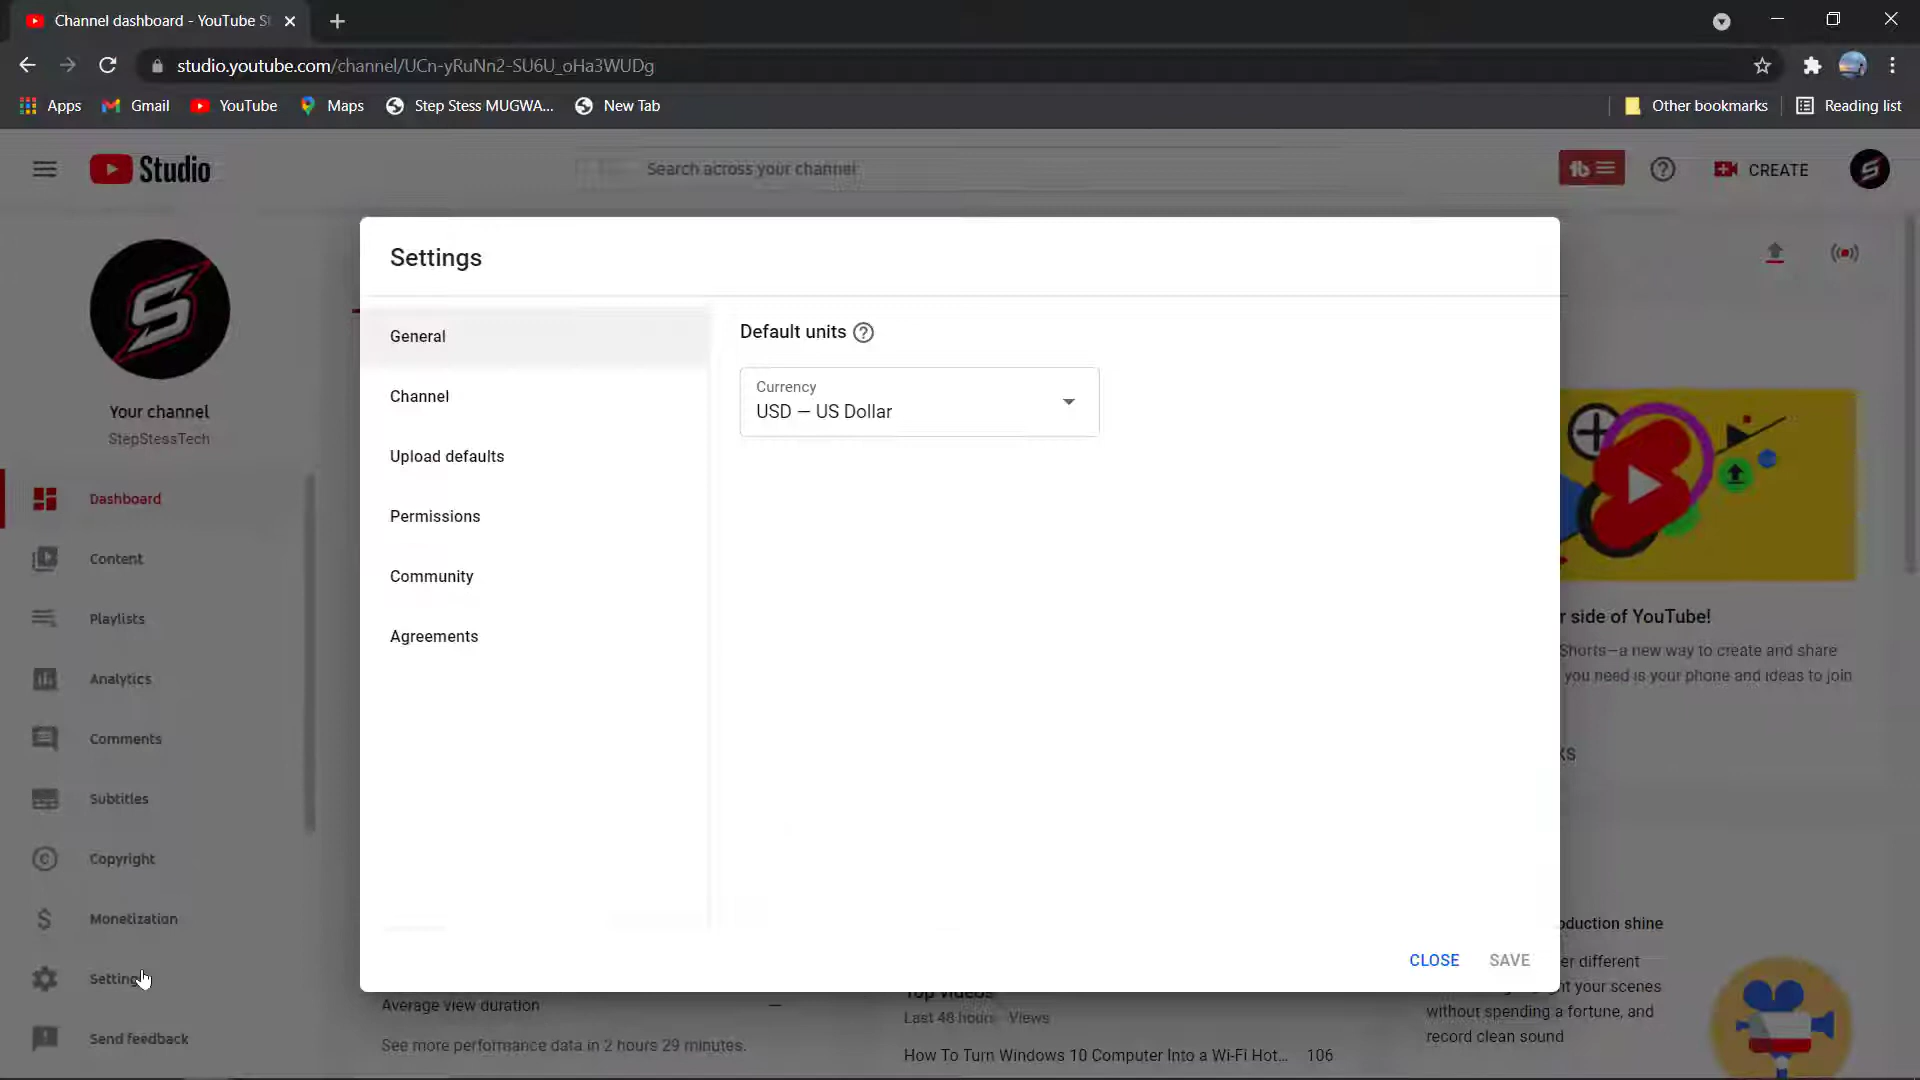 Channel dashboard - YouTube S
studio.youtube.com/channel/UCn-yRuNn2-SU6U_oHa3WUDg
Apps
Gmail
YouTube
Maps
Step Stess MUGWA...
New Tab
Other bookmarks
Reading list
Studio
Search across your channel
CREATE
Your channel
StepStessTech
Dashboard
Content
Playlists
Analytics
Comments
Subtitles
Copyright
Monetization
Setting
Send feedback
Settings
General
Channel
Upload defaults
Permissions
Community
Agreements
Default units
Currency
USD — US Dollar
CLOSE
SAVE
r side of YouTube!
Shorts—a new way to create and share
you need is your phone and ideas to join
KS
oduction shine
er different
t your scenes
without spending a fortune, and
record clean sound
Average view duration
See more performance data in 2 hours 29 minutes.
Top videos
Last 48 hours · Views
How To Turn Windows 10 Computer Into a Wi-Fi Hot...
106